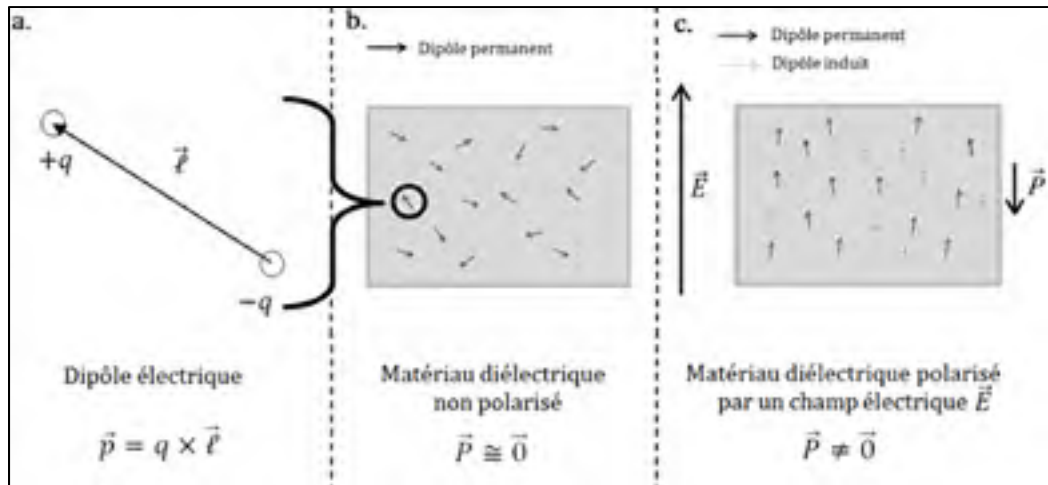 a.
+q
ℓ⃗
−q
Dipôle électrique
p⃗ = q × ℓ⃗
b.
Dipôle permanent
Matériau diélectrique
non polarisé
P⃗ ≅ 0⃗
c.
Dipôle permanent
Dipôle induit
E⃗
P⃗
Matériau diélectrique polarisé
par un champ électrique E⃗
P⃗ ≠ 0⃗